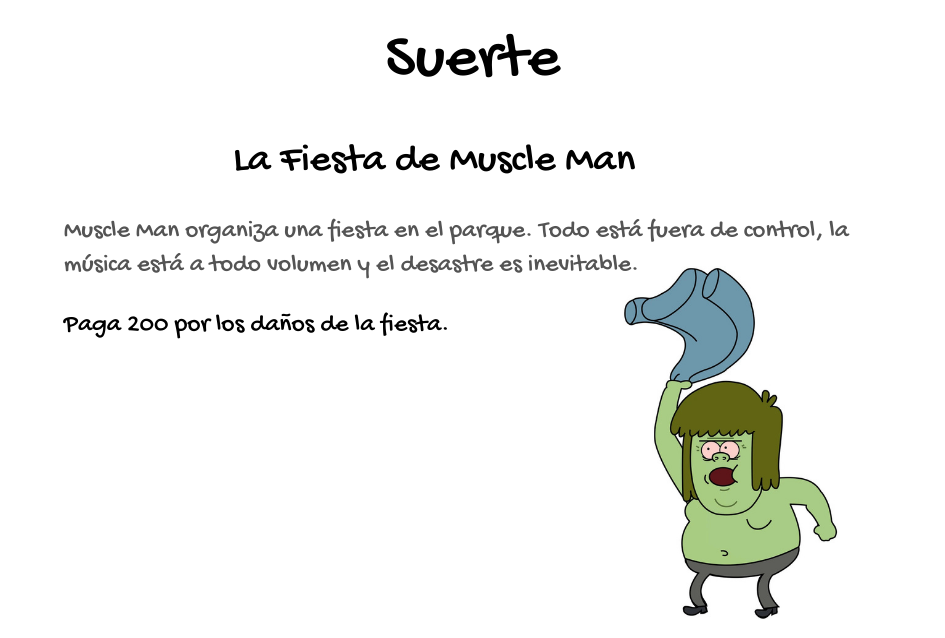 Suerte
La Fiesta de Muscle Man
Muscle Man organiza una fiesta en el parque. Todo está fuera de control, la
música está a todo volumen y el desastre es inevitable.
Paga 200 por los daños de la fiesta.